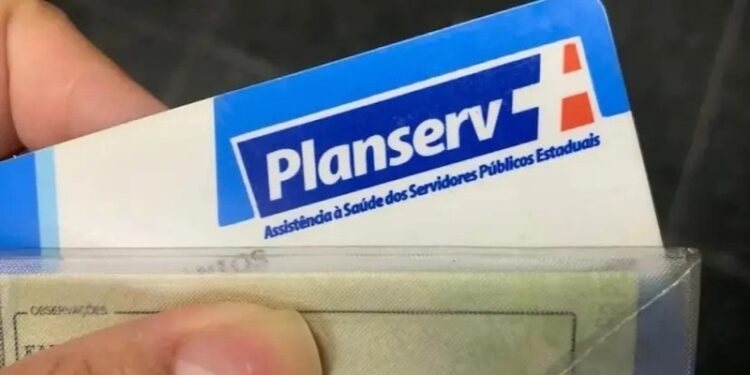 Planserv
Assistência à Saúde dos Servidores Públicos Estaduais
OBSERVAÇÕES